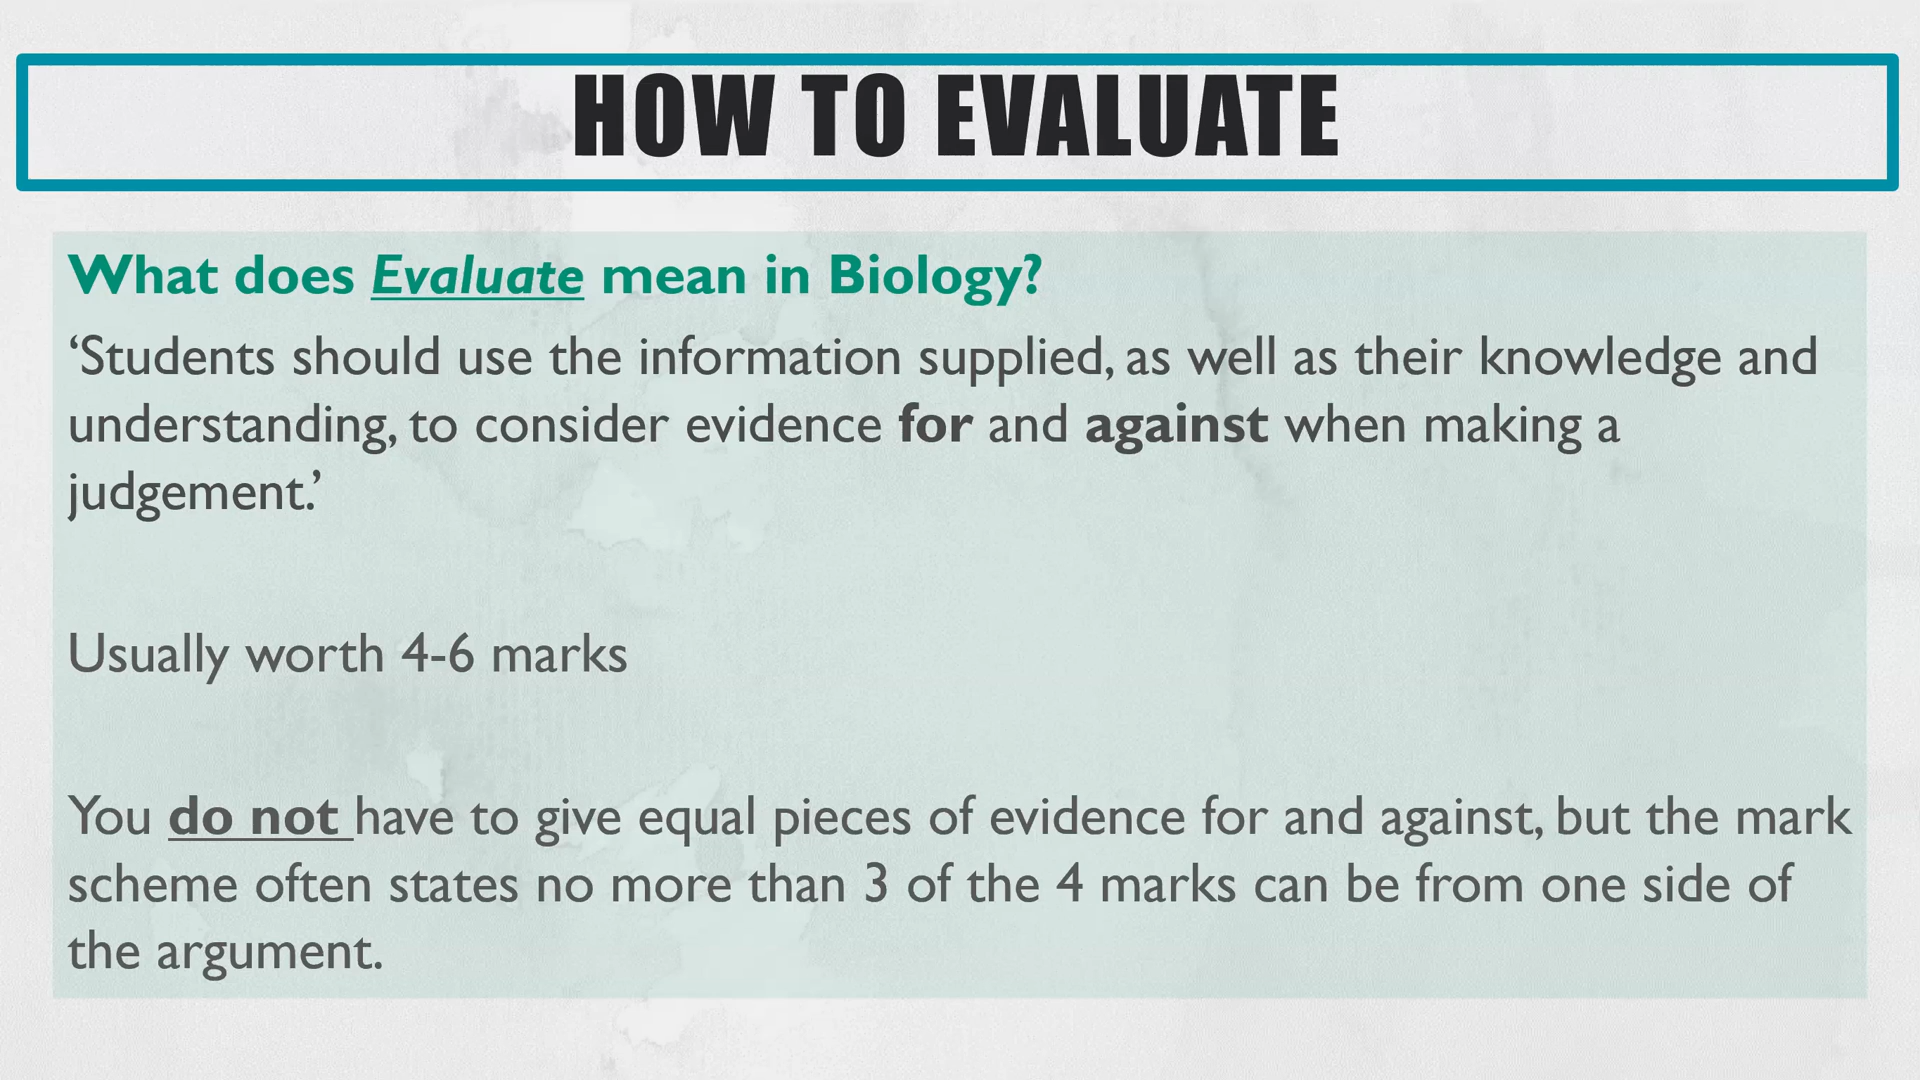 HOW TO EVALUATE
What does Evaluate mean in Biology?
‘Students should use the information supplied, as well as their knowledge and
understanding, to consider evidence for and against when making a
judgement.’
Usually worth 4-6 marks
You do not have to give equal pieces of evidence for and against, but the mark
scheme often states no more than 3 of the 4 marks can be from one side of
the argument.